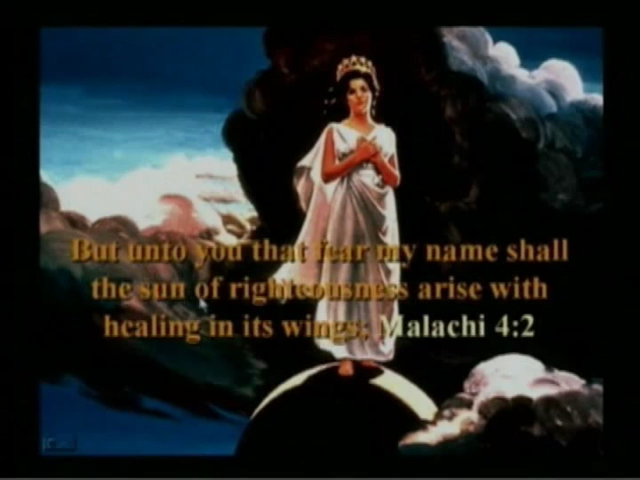 But unto you that fear my name shall
the sun of righteousness arise with
healing in its wings; Malachi 4:2